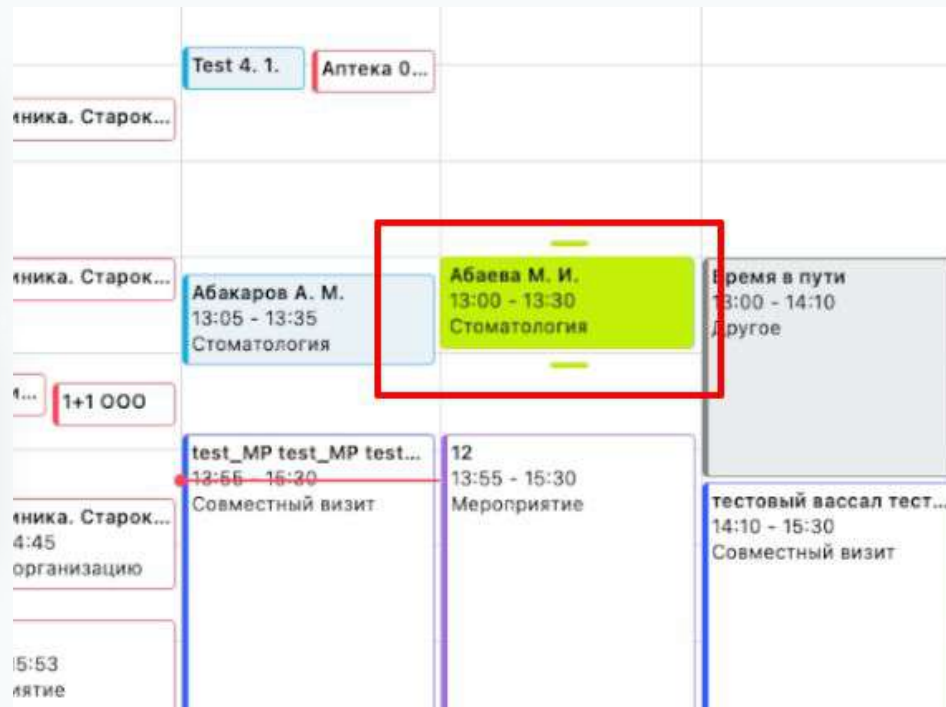 Test 4. 1.
Аптека 0...
иника. Старок...
иника. Старок...
Абакаров А. М.
13:05 - 13:35
Стоматология
Абаева М. И.
13:00 - 13:30
Стоматология
Время в пути
13:00 - 14:10
Другое
1+1 ООО
test_MP test_MP test...
13:55 - 15:30
Совместный визит
12
13:55 - 15:30
Мероприятие
тестовый вассал тест...
14:10 - 15:30
Совместный визит
иника. Старок...
4:45
организацию
5:53
иятие